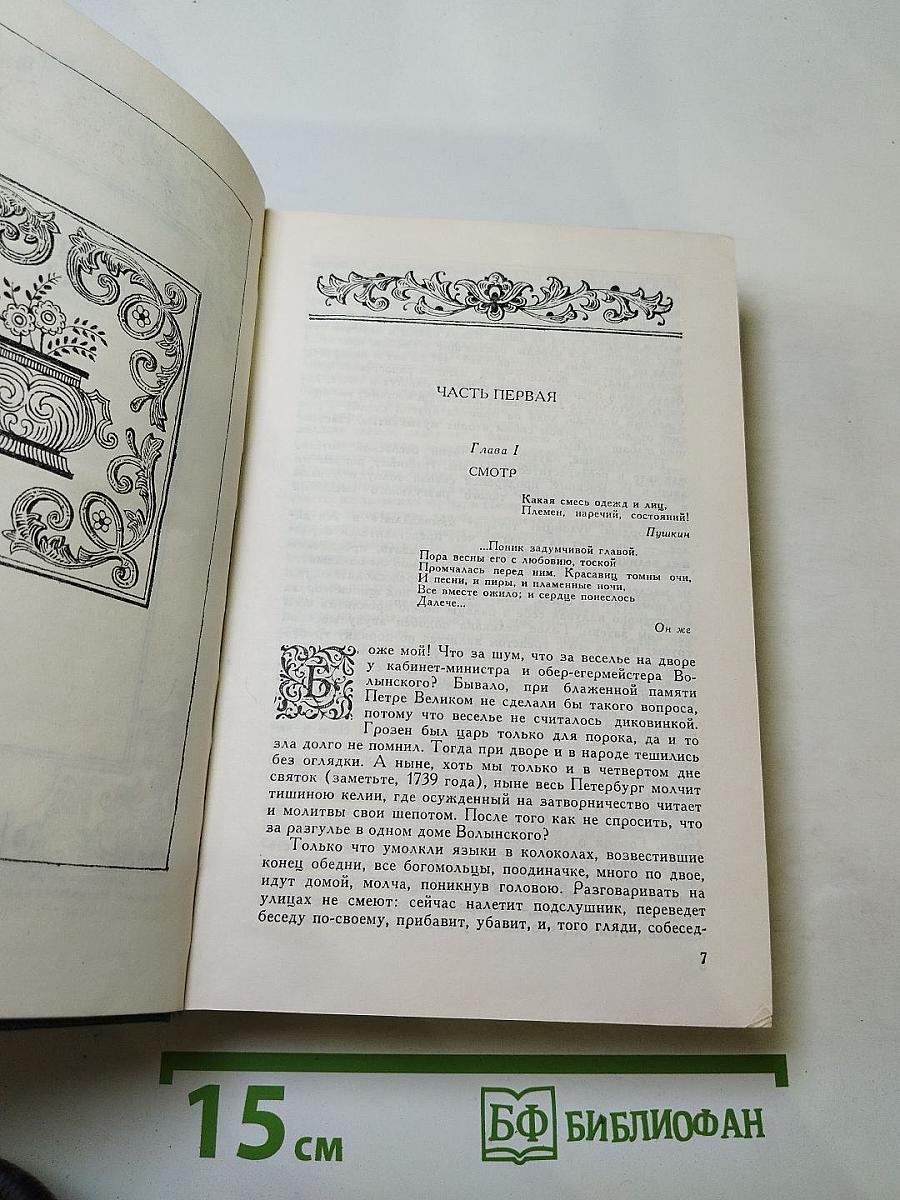 ЧАСТЬ ПЕРВАЯ
Глава I
СМОТР
Какая смесь одежд и лиц,
Племен, наречий, состояний!
Пушкин
...Поник задумчивой главой.
Пора весны его с любовию, тоской
Промчалась перед ним. Красавиц томны очи,
И песни, и пиры, и пламенные ночи,
Все вместе ожило; и сердце понеслось
Далече...
Он же
Боже мой! Что за шум, что за веселье на дворе
у кабинет-министра и обер-егермейстера Во-
лынского? Бывало, при блаженной памяти
Петре Великом не сделали бы такого вопроса,
потому что веселье не считалось диковинкой.
Грозен был царь только для порока, да и то
зла долго не помнил. Тогда при дворе и в народе тешились
без оглядки. А ныне, хоть мы только и в четвертом дне
святок (заметьте, 1739 года), ныне весь Петербург молчит
тишиною келии, где осужденный на затворничество читает
и молитвы свои шепотом. После того как не спросить, что
за разгулье в одном доме Волынского?
Только что умолкли языки в колоколах, возвестившие
конец обедни, все богомольцы, поодиначке, много по двое,
идут домой, молча, поникнув головою. Разговаривать на
улицах не смеют: сейчас налетит подслушник, переведет
беседу по-своему, прибавит, убавит, и, того гляди, собесед-
7
15 см
БФ БИБЛИОФАН